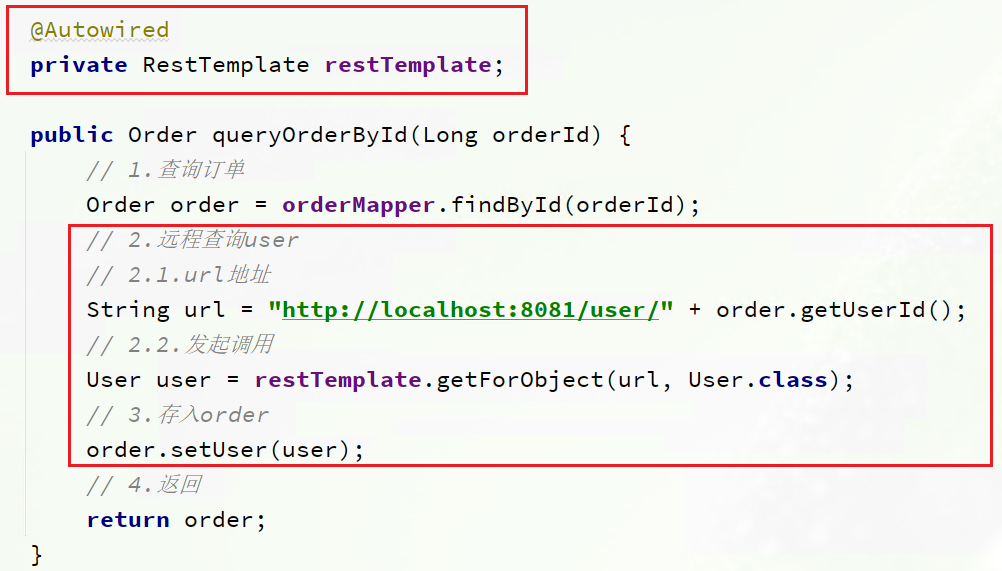 @Autowired
private RestTemplate restTemplate;
public Order queryOrderById(Long orderId) {
// 1.查询订单
Order order = orderMapper.findById(orderId);
// 2.远程查询user
// 2.1.url地址
String url = "http://localhost:8081/user/" + order.getUserId();
// 2.2.发起调用
User user = restTemplate.getForObject(url, User.class);
// 3.存入order
order.setUser(user);
// 4.返回
return order;
}